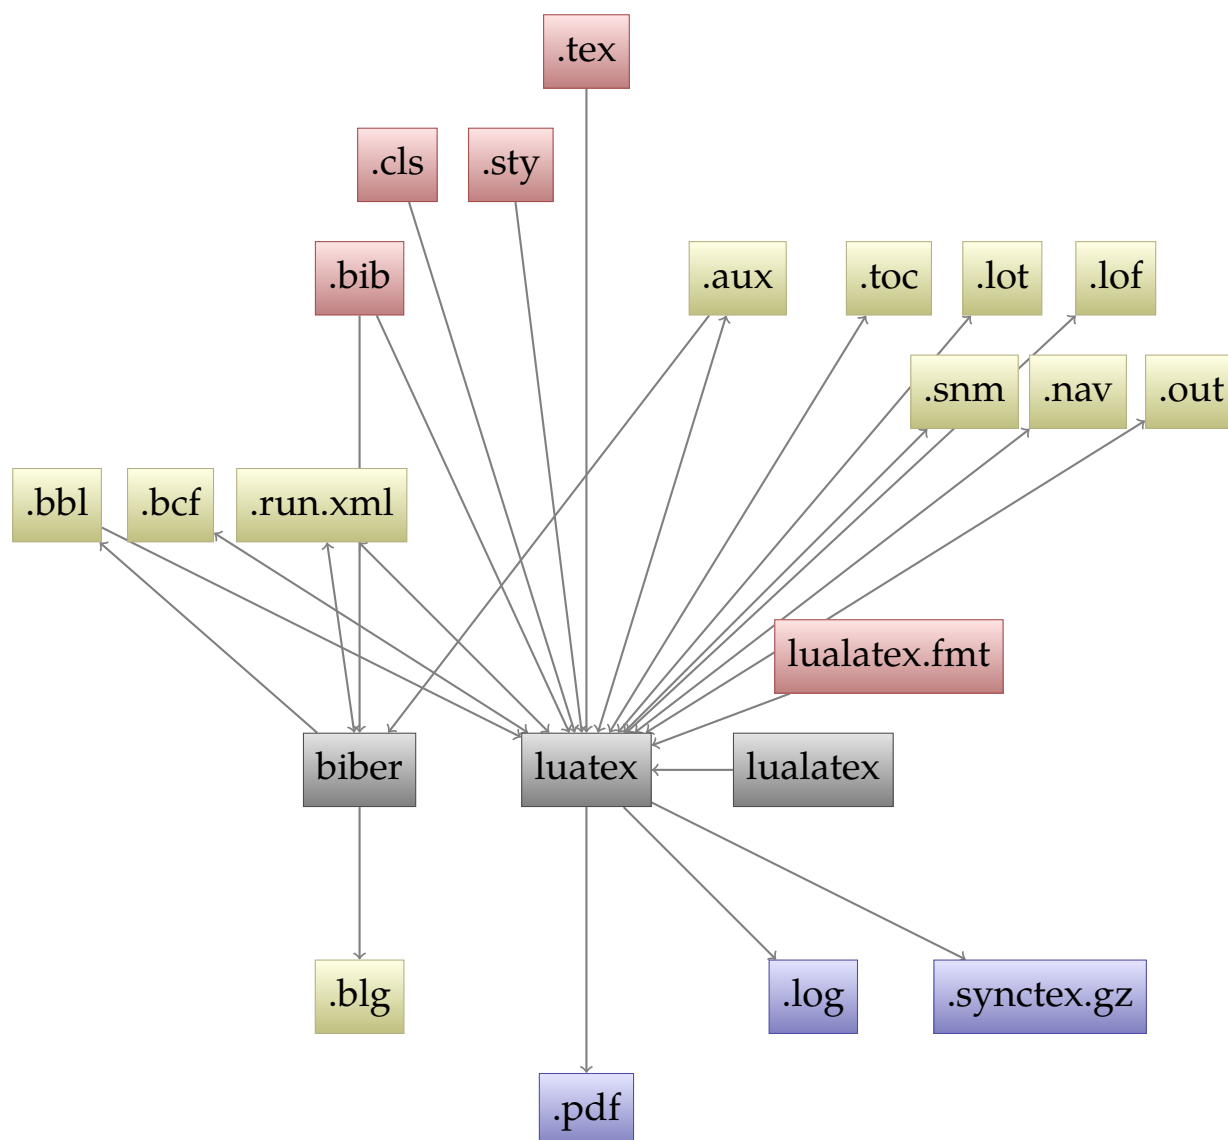 .tex
.cls
.sty
.bib
.aux
.toc
.lot
.lof
.snm
.nav
.out
.bbl
.bcf
.run.xml
lualatex.fmt
biber
luatex
lualatex
.blg
.log
.synctex.gz
.pdf